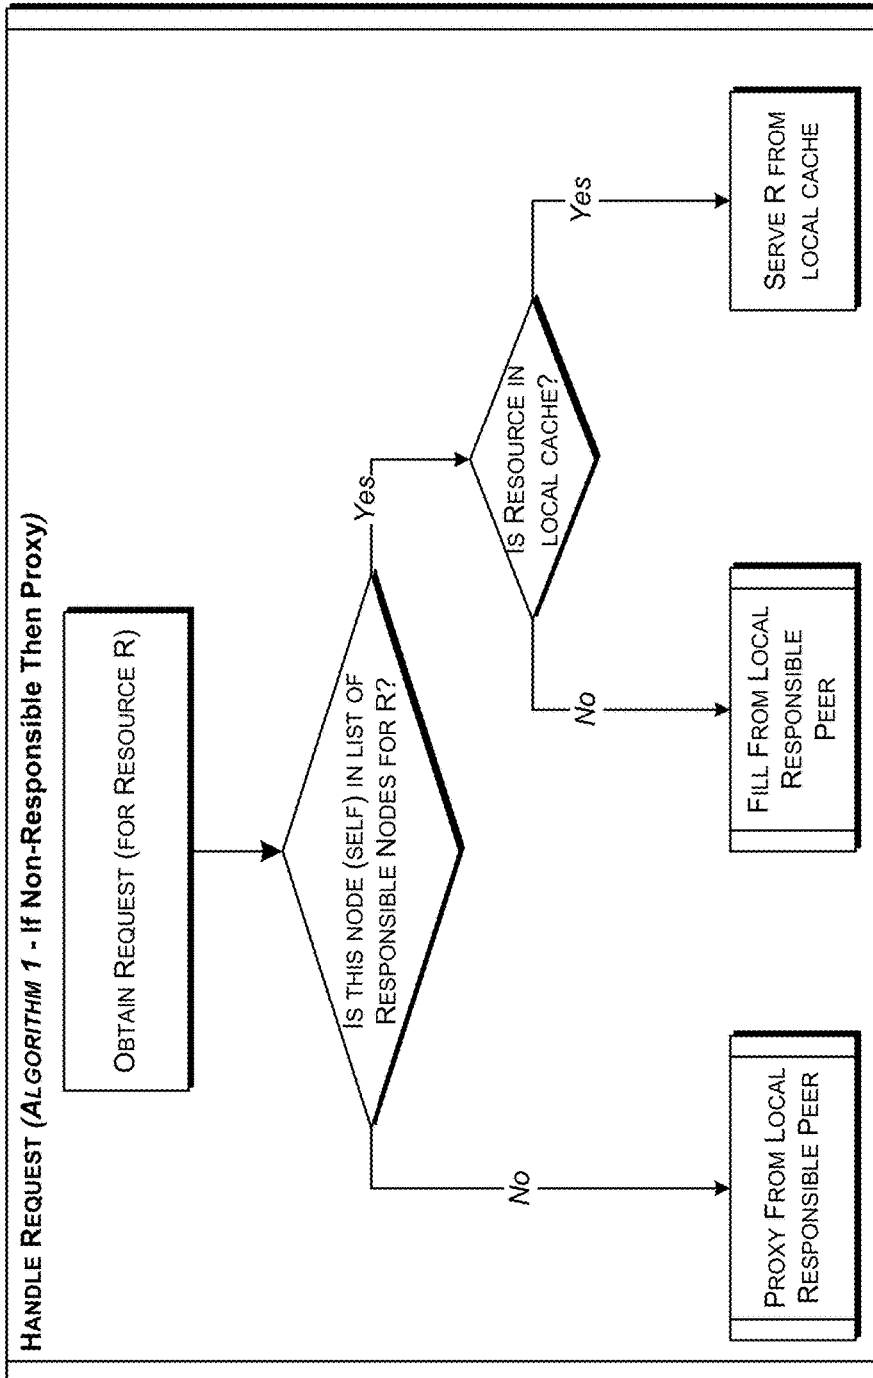 HANDLE REQUEST (ALGORITHM 1 - If Non-Responsible Then Proxy)
OBTAIN REQUEST (FOR RESOURCE R)
IS THIS NODE (SELF) IN LIST OF
RESPONSIBLE NODES FOR R?
No
Yes
IS RESOURCE IN
LOCAL CACHE?
No
Yes
PROXY FROM LOCAL
RESPONSIBLE PEER
FILL FROM LOCAL
RESPONSIBLE
PEER
SERVE R FROM
LOCAL CACHE